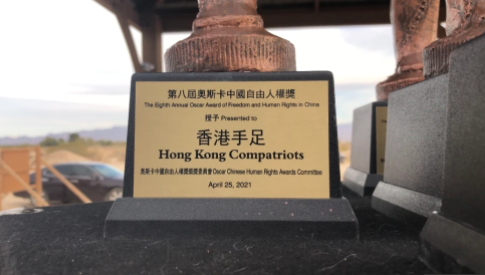 第八屆奧斯卡中國自由人權獎
The Eighth Annual Oscar Award of Freedom and Human Rights in China
授予 Presented to
香港手足
Hong Kong Compatriots
奧斯卡中國自由人權獎頒獎委員會 Oscar Chinese Human Rights Awards Committee
April 25, 2021